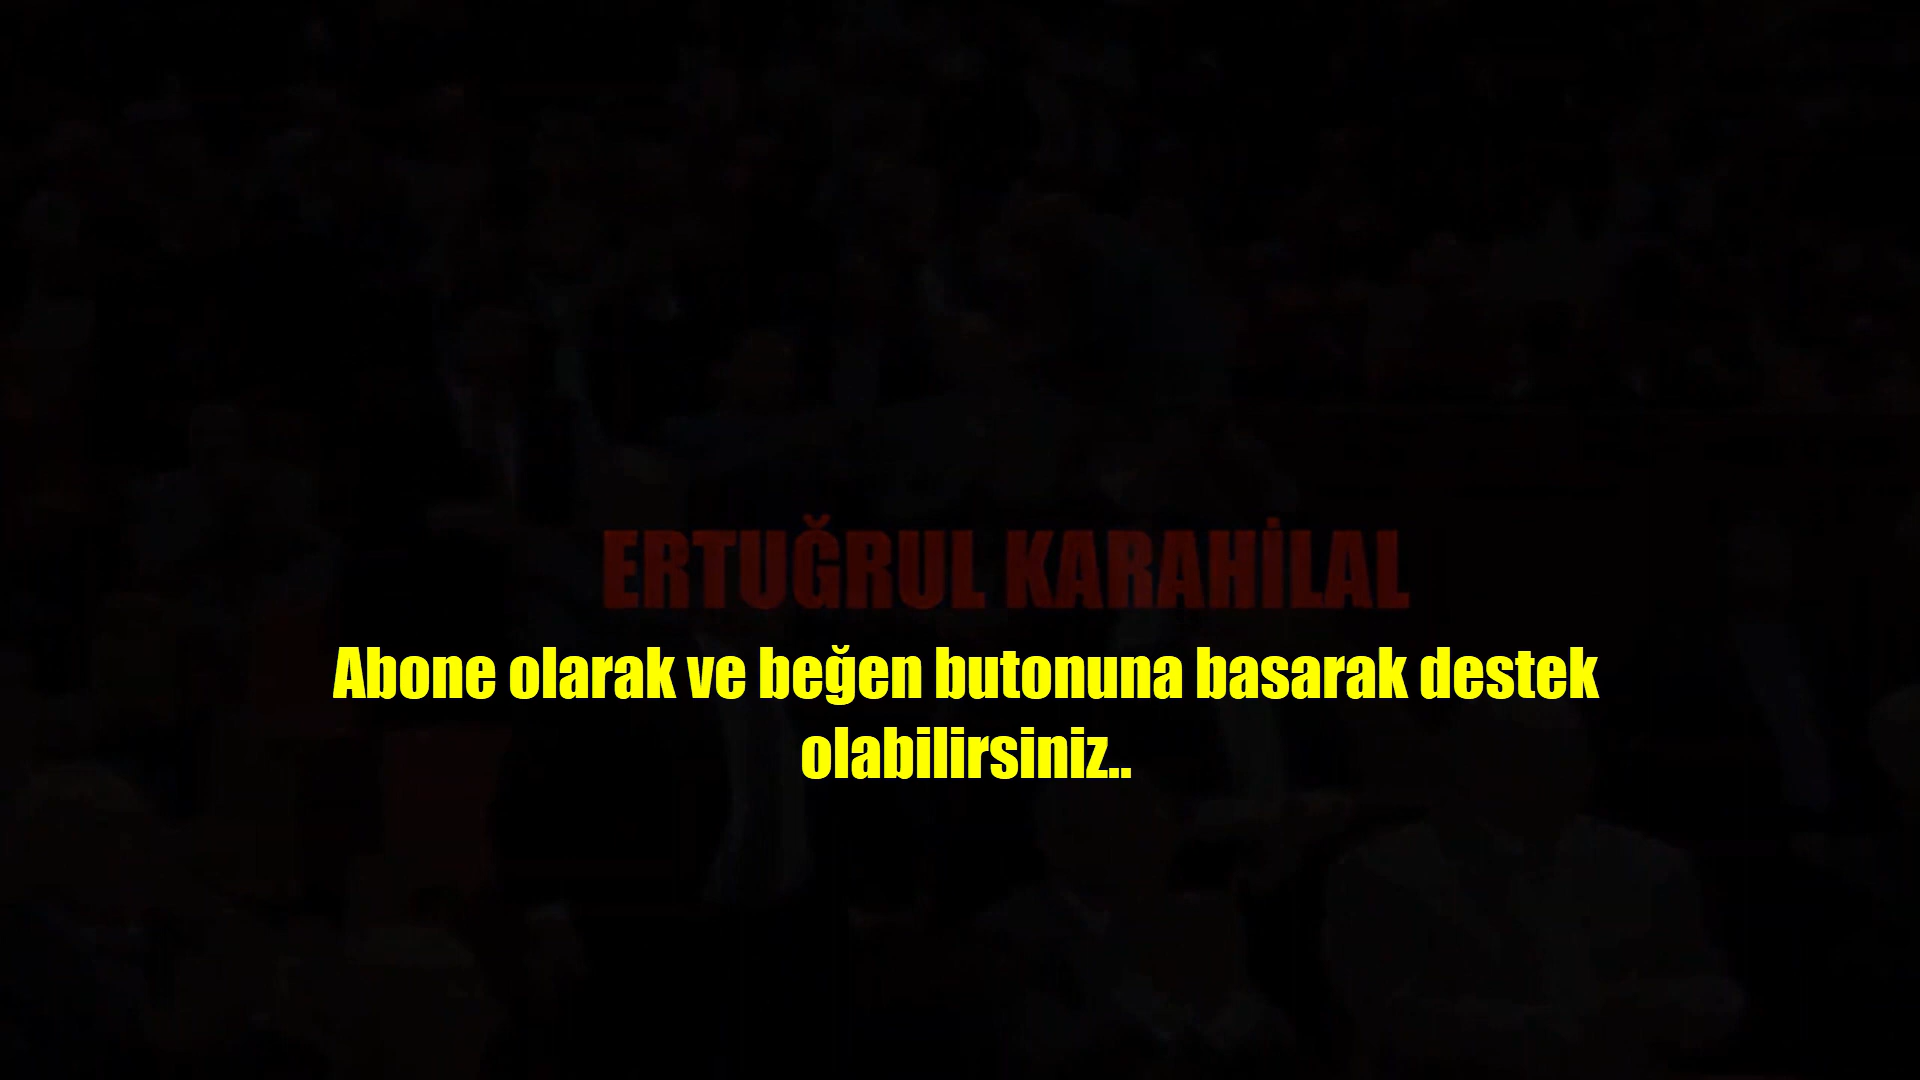 ERTUĞRUL KARAHİLAL
Abone olarak ve beğen butonuna basarak destek
olabilirsiniz..